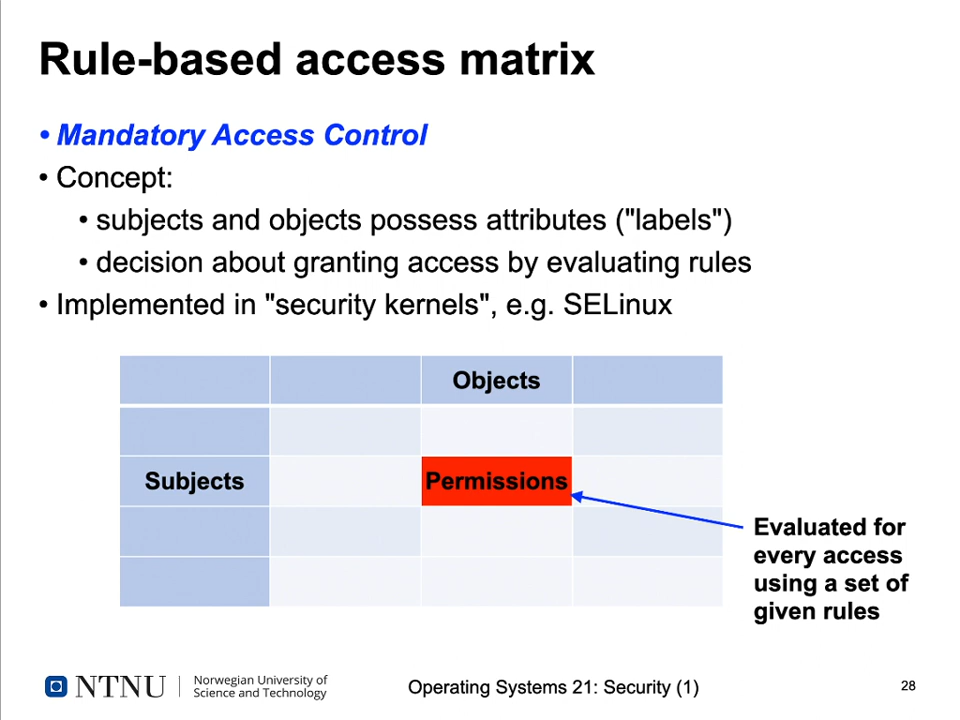 Rule-based access matrix
• Mandatory Access Control
• Concept:
• subjects and objects possess attributes ("labels")
• decision about granting access by evaluating rules
• Implemented in "security kernels", e.g. SELinux
Objects
Subjects
Permissions
Evaluated for
every access
using a set of
given rules
NTNU
Norwegian University of
Science and Technology
Operating Systems 21: Security (1)
28